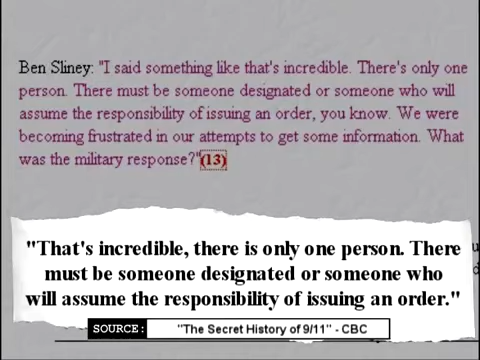 Ben Sliney: "I said something like that's incredible. There's only one
person. There must be someone designated or someone who will
assume the responsibility of issuing an order, you know. We were
becoming frustrated in our attempts to get some information. What
was the military response?"(13)
"That's incredible, there is only one person. There
must be someone designated or someone who
will assume the responsibility of issuing an order."
SOURCE: "The Secret History of 9/11" - CBC